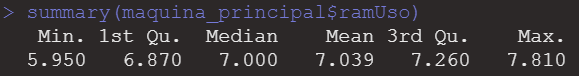 > summary(maquina_principal$ramUso)
Min. 1st Qu. Median Mean 3rd Qu. Max.
5.950 6.870 7.000 7.039 7.260 7.810